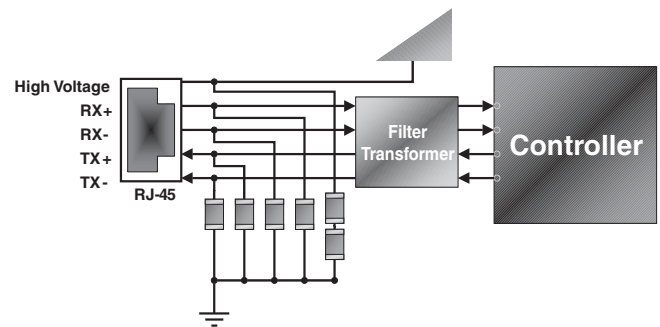 High Voltage
RX+
RX-
TX+
TX-
RJ-45
Filter
Transformer
Controller